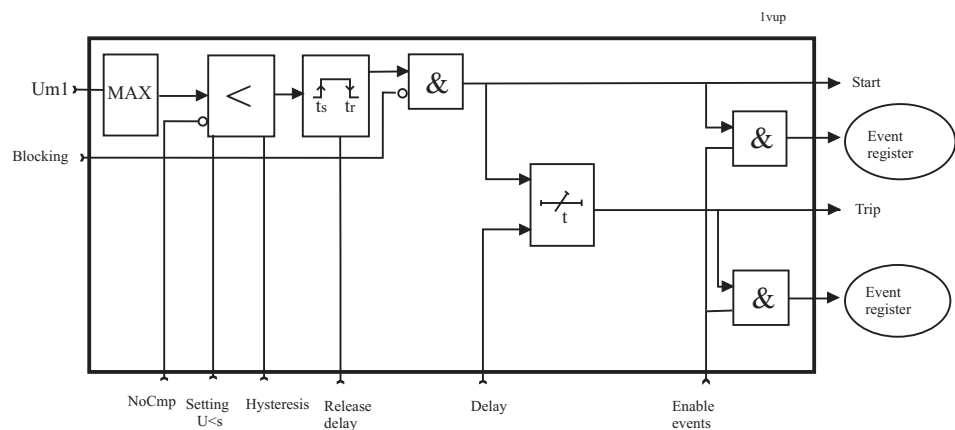 1vup
Um1
MAX
<
ts
tr
&
Start
&
Event
register
Blocking
t
Trip
&
Event
register
NoCmp
Setting
U<s
Hysteresis
Release
delay
Delay
Enable
events